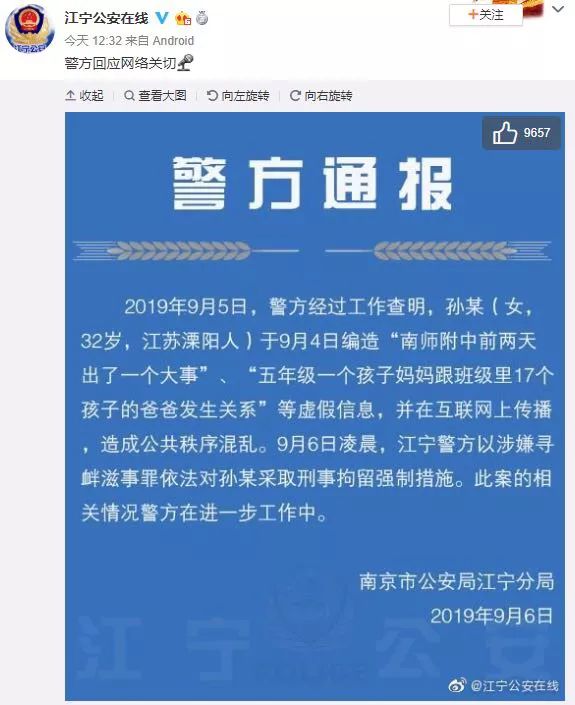 江宁公安在线
+关注
今天 12:32 来自 Android
警方回应网络关切
收起 查看大图 向左旋转 向右旋转
9657
警方通报
2019年9月5日，警方经过工作查明，孙某（女，
32岁，江苏溧阳人）于9月4日编造“南师附中前两天
出了一个大事”、“五年级一个孩子妈妈跟班级里17个
孩子的爸爸发生关系”等虚假信息，并在互联网上传播
，造成公共秩序混乱。9月6日凌晨，江宁警方以涉嫌寻
衅滋事罪依法对孙某采取刑事拘留强制措施。此案的相
关情况警方在进一步工作中。
南京市公安局江宁分局
2019年9月6日
江宁公安
@江宁公安在线